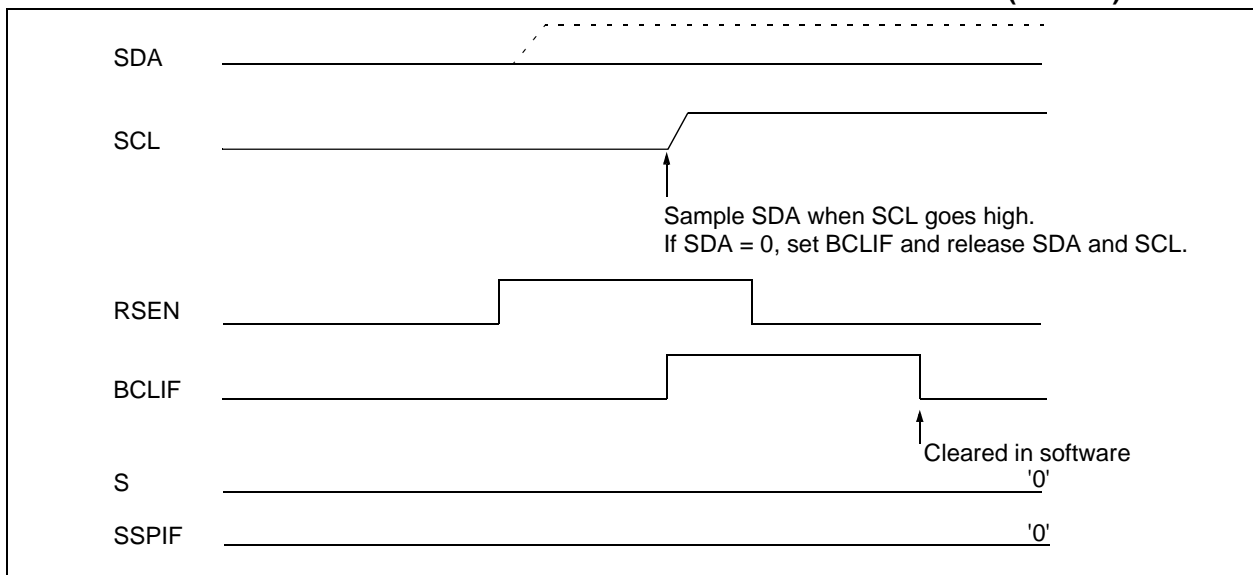 SDA
SCL
Sample SDA when SCL goes high.
If SDA = 0, set BCLIF and release SDA and SCL.
RSEN
BCLIF
Cleared in software
S
'0'
SSPIF
'0'